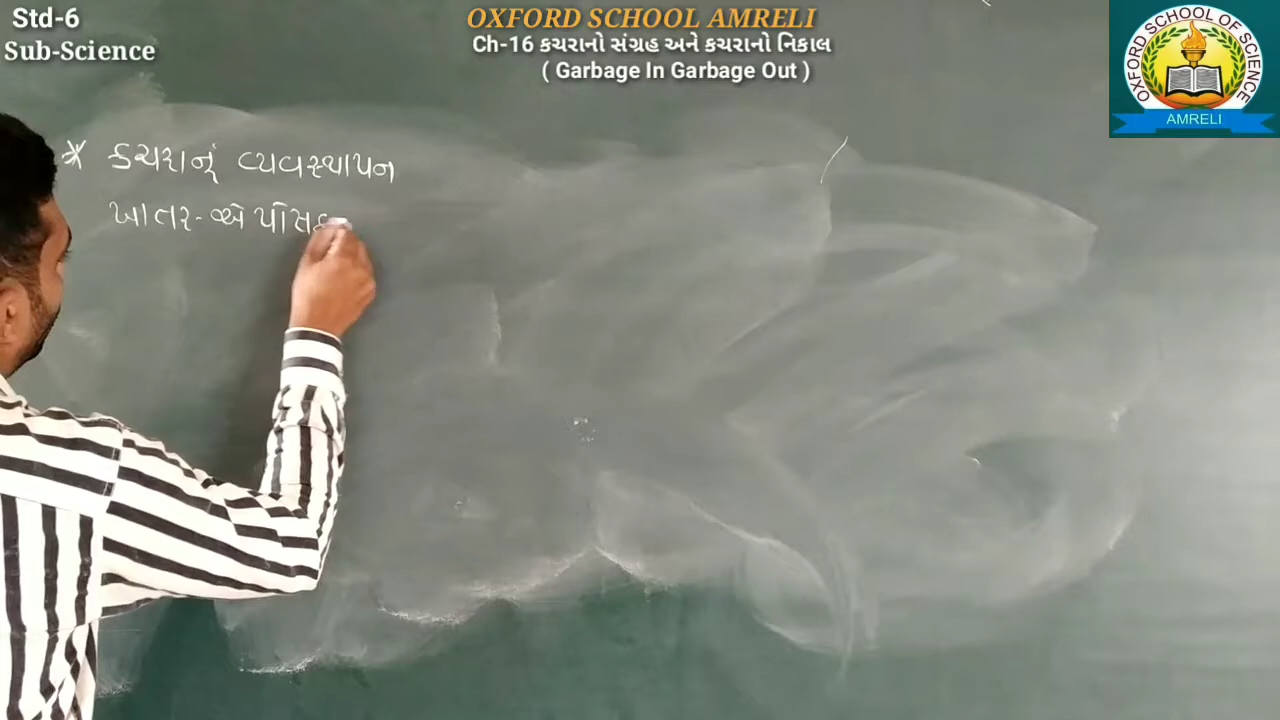 Std-6
Sub-Science
OXFORD SCHOOL AMRELI
Ch-16 કચરાનો સંગ્રહ અને કચરાનો નિકાલ
( Garbage In Garbage Out )
OXFORD SCHOOL OF SCIENCE
AMRELI
* કચરાનું વ્યવસ્થાપન
ખાતર-એ